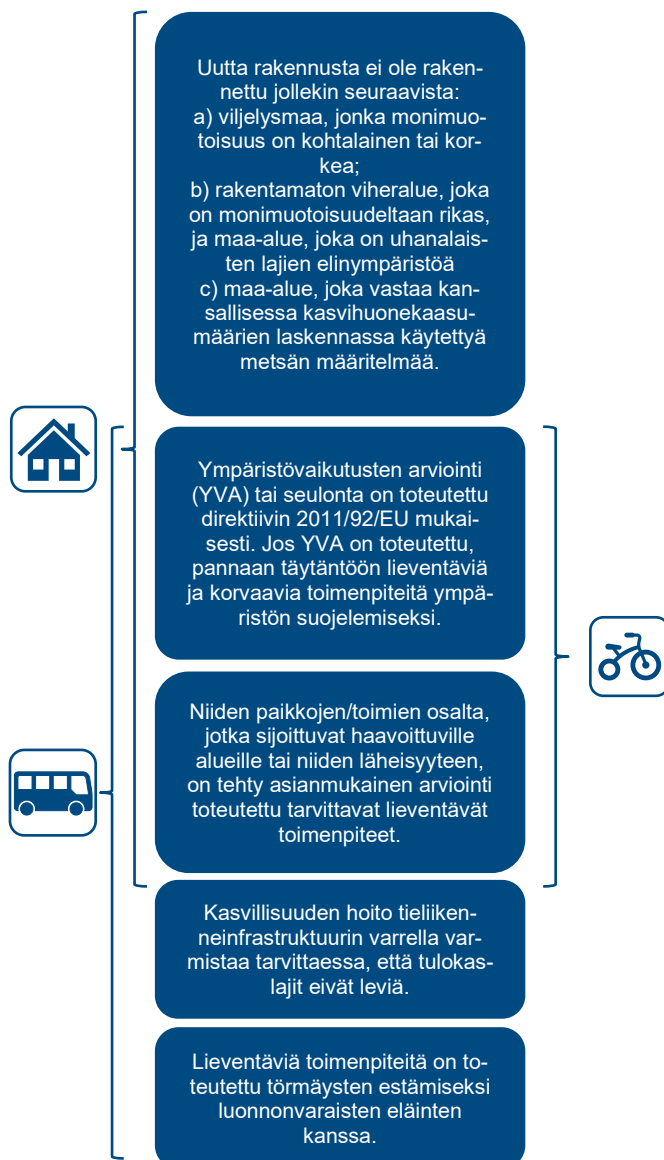 Uutta rakennusta ei ole raken-
nettu jollekin seuraavista:
a) viljelysmaa, jonka monimuo-
toisuus on kohtalainen tai kor-
kea;
b) rakentamaton viheralue, joka
on monimuotoisuudeltaan rikas,
ja maa-alue, joka on uhanalais-
ten lajien elinympäristöä
c) maa-alue, joka vastaa kan-
sallisessa kasvihuonekaasu-
määrien laskennassa käytettyä
metsän määritelmää.
Ympäristövaikutusten arviointi
(YVA) tai seulonta on toteutettu
direktiivin 2011/92/EU mukai-
sesti. Jos YVA on toteutettu,
pannaan täytäntöön lieventäviä
ja korvaavia toimenpiteitä ympä-
ristön suojelemiseksi.
Niiden paikkojen/toimien osalta,
jotka sijoittuvat haavoittuville
alueille tai niiden läheisyyteen,
on tehty asianmukainen arviointi
toteutettu tarvittavat lieventävät
toimenpiteet.
Kasvillisuuden hoito tieliiken-
neinfrastruktuurin varrella var-
mistaa tarvittaessa, että tulokas-
lajit eivät leviä.
Lieventäviä toimenpiteitä on to-
teutettu törmäysten estämiseksi
luonnonvaraisten eläinten
kanssa.